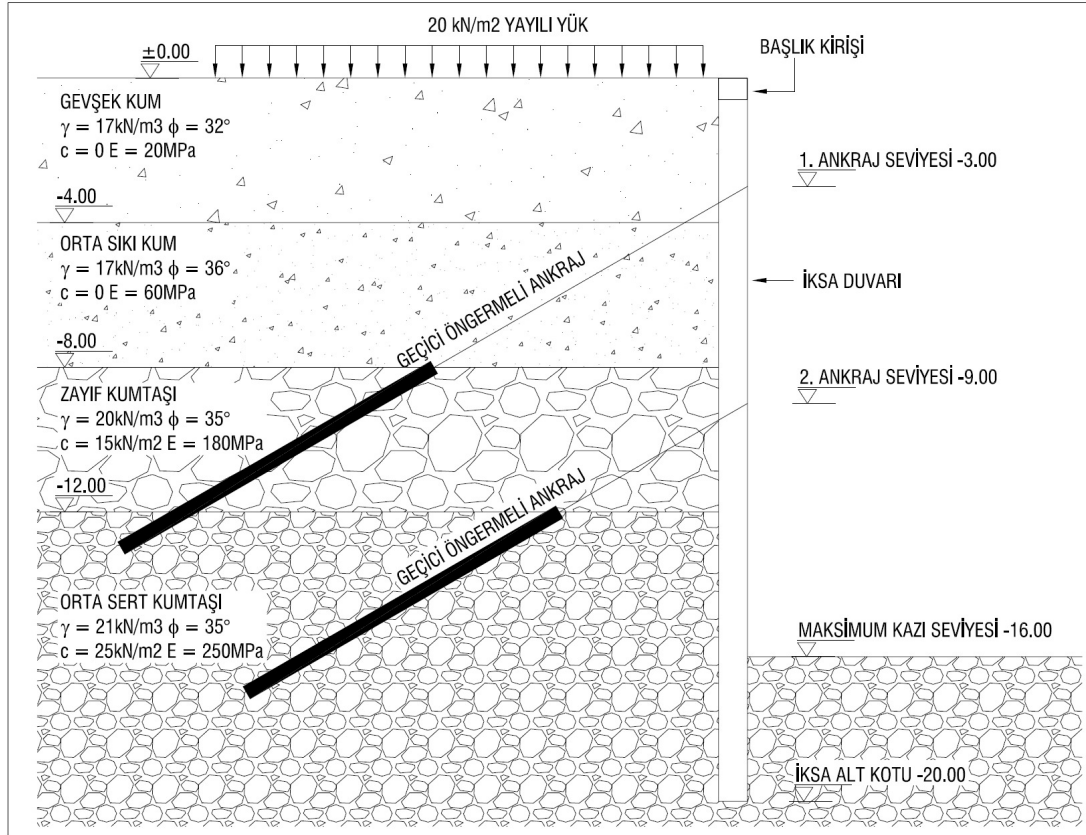 20 kN/m2 YAYILI YÜK
±0.00
BAŞLIK KİRİŞİ
GEVŞEK KUM
γ = 17kN/m3 ϕ = 32°
c = 0 E = 20MPa
1. ANKRAJ SEVİYESİ -3.00
-4.00
ORTA SIKI KUM
γ = 17kN/m3 ϕ = 36°
c = 0 E = 60MPa
GEÇİCİ ÖNGERMELİ ANKRAJ
İKSA DUVARI
-8.00
ZAYIF KUMTAŞI
γ = 20kN/m3 ϕ = 35°
c = 15kN/m2 E = 180MPa
2. ANKRAJ SEVİYESİ -9.00
-12.00
GEÇİCİ ÖNGERMELİ ANKRAJ
ORTA SERT KUMTAŞI
γ = 21kN/m3 ϕ = 35°
c = 25kN/m2 E = 250MPa
MAKSİMUM KAZI SEVİYESİ -16.00
İKSA ALT KOTU -20.00